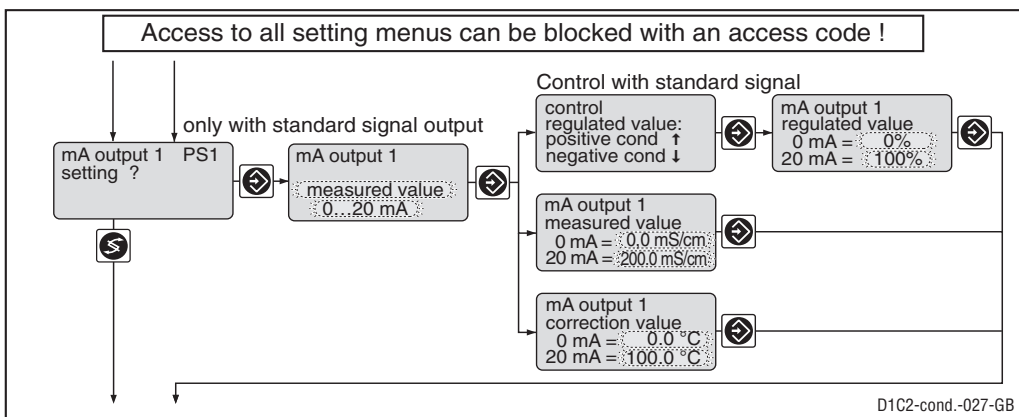 Access to all setting menus can be blocked with an access code !
Control with standard signal
only with standard signal output
mA output 1 PS1
setting ?
mA output 1
measured value
0...20 mA
control
regulated value:
positive cond ↑
negative cond ↓
mA output 1
regulated value
0 mA = 0%
20 mA = 100%
mA output 1
measured value
0 mA = 0.0 mS/cm
20 mA = 200.0 mS/cm
mA output 1
correction value
0 mA = 0.0 °C
20 mA = 100.0 °C
D1C2-cond.-027-GB